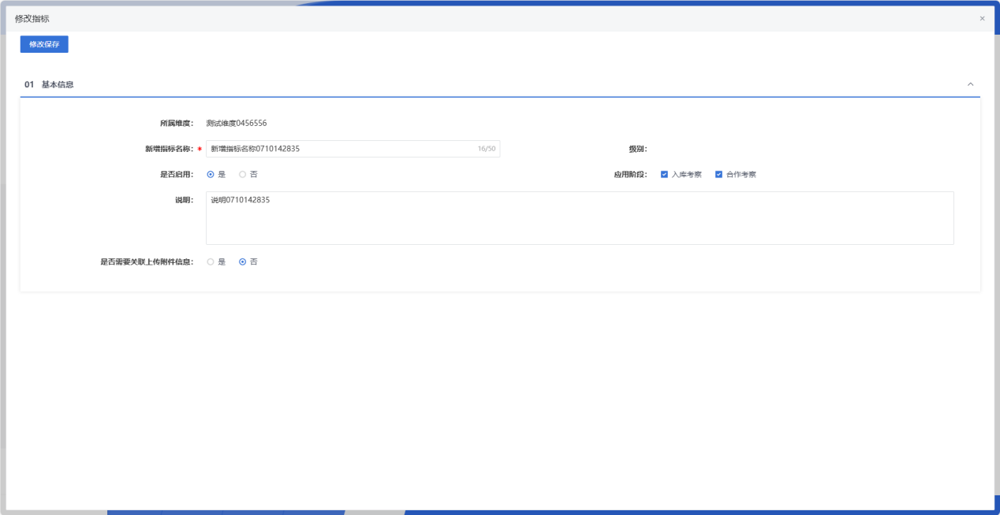 修改指标
修改保存
01 基本信息
所属维度： 测试维度0456556
新增指标名称：* 新增指标名称0710142835 16/50 级别：
是否启用： 是 否 应用阶段： 入库考察 合作考察
说明： 说明0710142835
是否需要关联上传附件信息： 是 否